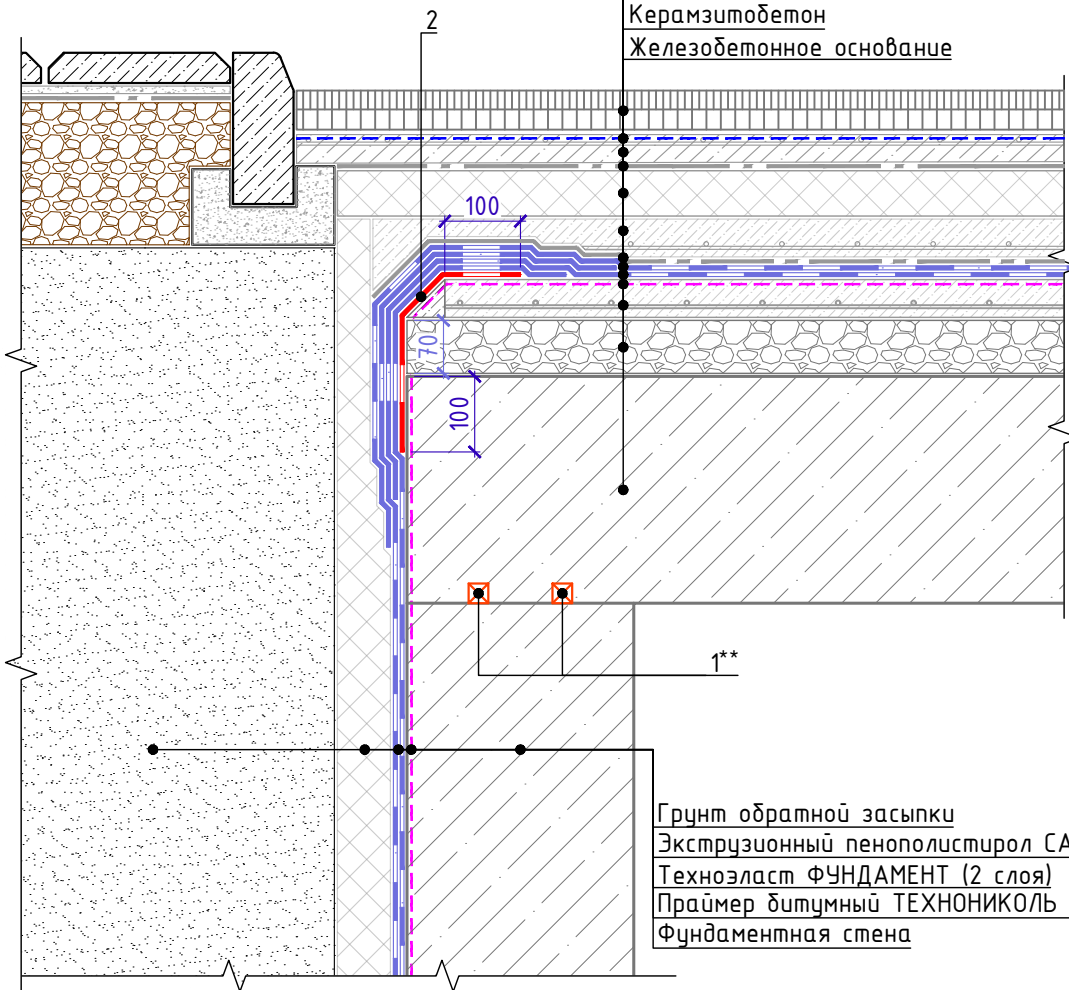 2
Керамзитобетон
Железобетонное основание
100
70
100
1**
Грунт обратной засыпки
Экструзионный пенополистирол CA
Техноэласт ФУНДАМЕНТ (2 слоя)
Праймер битумный ТЕХНОНИКОЛЬ
Фундаментная стена